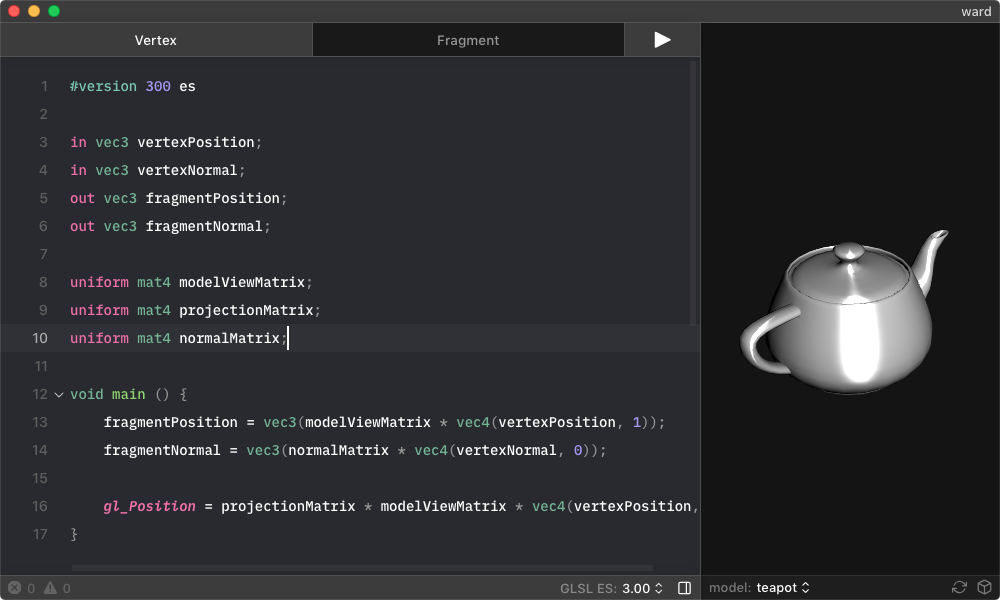 ward
Vertex
Fragment
1 #version 300 es
2
3 in vec3 vertexPosition;
4 in vec3 vertexNormal;
5 out vec3 fragmentPosition;
6 out vec3 fragmentNormal;
7
8 uniform mat4 modelViewMatrix;
9 uniform mat4 projectionMatrix;
10 uniform mat4 normalMatrix;
11
12 void main () {
13 fragmentPosition = vec3(modelViewMatrix * vec4(vertexPosition, 1));
14 fragmentNormal = vec3(normalMatrix * vec4(vertexNormal, 0));
15
16 gl_Position = projectionMatrix * modelViewMatrix * vec4(vertexPosition,
17 }
0 0
GLSL ES: 3.00
model: teapot